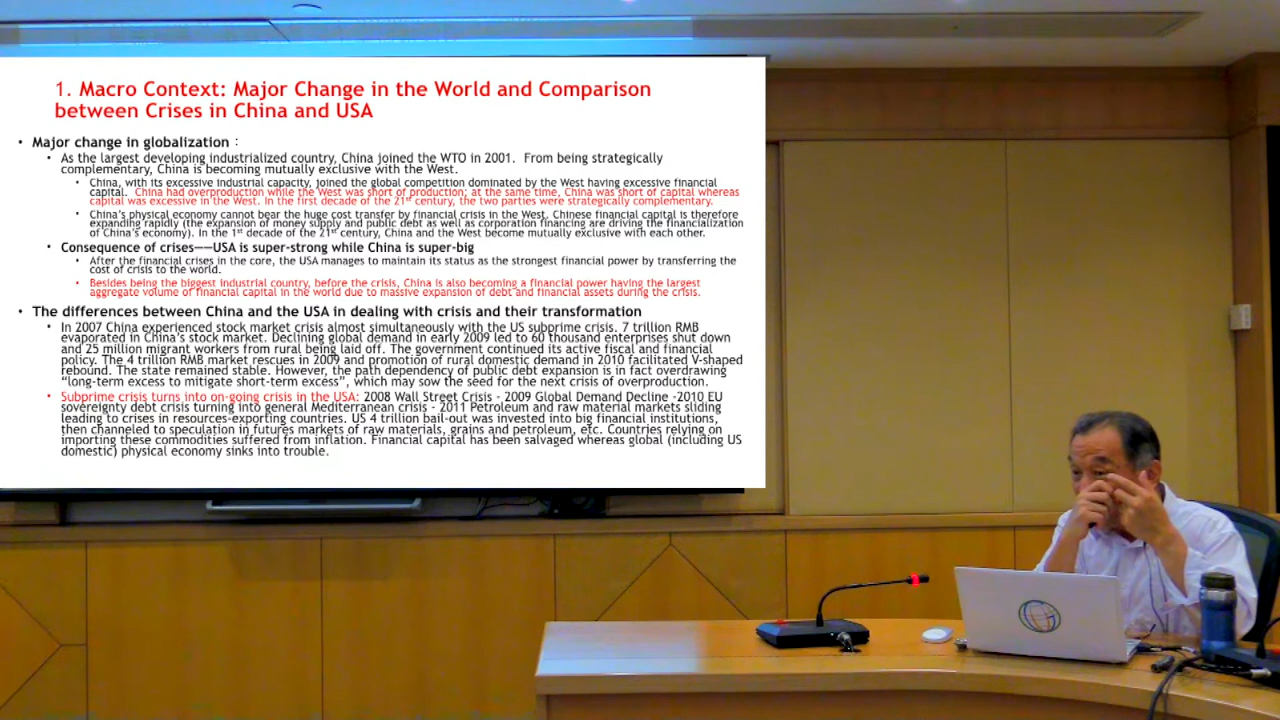 1. Macro Context: Major Change in the World and Comparison
between Crises in China and USA
• Major change in globalization：
• As the largest developing industrialized country, China joined the WTO in 2001. From being strategically
complementary, China is becoming mutually exclusive with the West.
• China, with its excessive industrial capacity, joined the global competition dominated by the West having excessive financial
capital. China had overproduction while the West was short of production; at the same time, China was short of capital whereas
capital was excessive in the West. In the first decade of the 21st century, the two parties were strategically complementary.
• China's physical economy cannot bear the huge cost transfer by financial crisis in the West. Chinese financial capital is therefore
expanding rapidly (the expansion of money supply and public debt as well as corporation financing are driving the financialization
of China's economy). In the 1st decade of the 21st century, China and the West become mutually exclusive with each other.
• Consequence of crises——USA is super-strong while China is super-big
• After the financial crises in the core, the USA manages to maintain its status as the strongest financial power by transferring the
cost of crisis to the world.
• Besides being the biggest industrial country, before the crisis, China is also becoming a financial power having the largest
aggregate volume of financial capital in the world due to massive expansion of debt and financial assets during the crisis.
• The differences between China and the USA in dealing with crisis and their transformation
• In 2007 China experienced stock market crisis almost simultaneously with the US subprime crisis. 7 trillion RMB
evaporated in China's stock market. Declining global demand in early 2009 led to 60 thousand enterprises shut down
and 25 million migrant workers from rural being laid off. The government continued its active fiscal and financial
policy. The 4 trillion RMB market rescues in 2009 and promotion of rural domestic demand in 2010 facilitated V-shaped
rebound. The state remained stable. However, the path dependency of public debt expansion is in fact overdrawing
“long-term excess to mitigate short-term excess”, which may sow the seed for the next crisis of overproduction.
• Subprime crisis turns into on-going crisis in the USA: 2008 Wall Street Crisis - 2009 Global Demand Decline -2010 EU
sovereignty debt crisis turning into general Mediterranean crisis - 2011 Petroleum and raw material markets sliding
leading to crises in resources-exporting countries. US 4 trillion bail-out was invested into big financial institutions,
then channeled to speculation in futures markets of raw materials, grains and petroleum, etc. Countries relying on
importing these commodities suffered from inflation. Financial capital has been salvaged whereas global (including US
domestic) physical economy sinks into trouble.